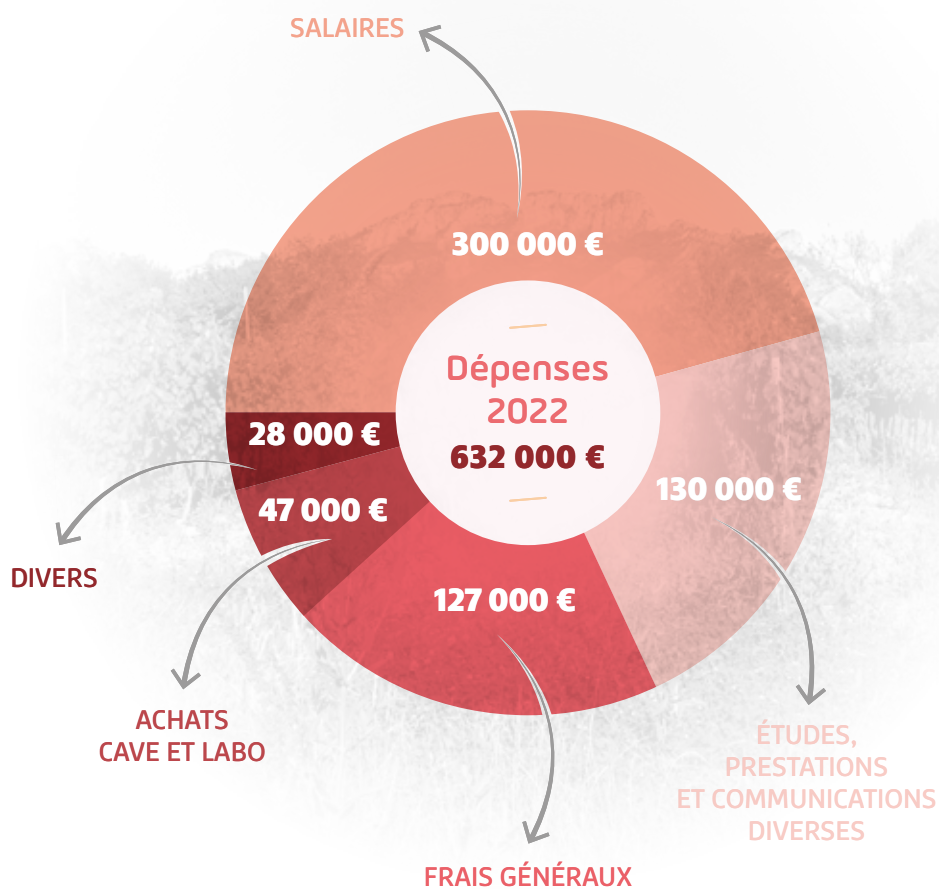 SALAIRES
300 000 €
Dépenses
2022
632 000 €
28 000 €
130 000 €
47 000 €
DIVERS
127 000 €
ACHATS
CAVE ET LABO
ÉTUDES,
PRESTATIONS
ET COMMUNICATIONS
DIVERSES
FRAIS GÉNÉRAUX